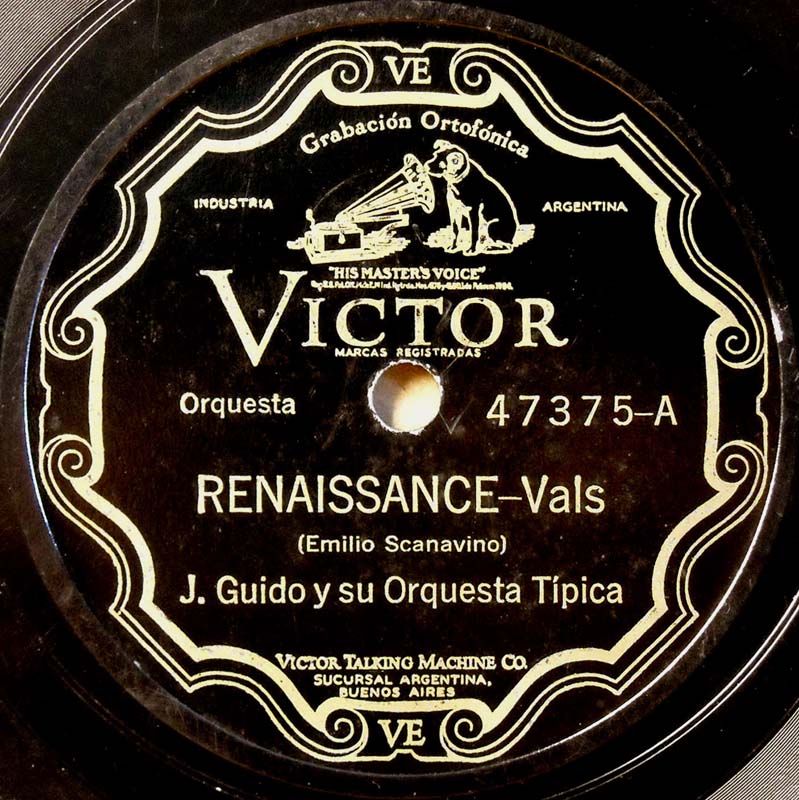 VE
Grabación Ortofónica
INDUSTRIA ARGENTINA
"HIS MASTER'S VOICE"
VICTOR
MARCAS REGISTRADAS
Orquesta 47375-A
RENAISSANCE-Vals
(Emilio Scanavino)
J. Guido y su Orquesta Típica
VICTOR TALKING MACHINE CO.
SUCURSAL ARGENTINA,
BUENOS AIRES
VE